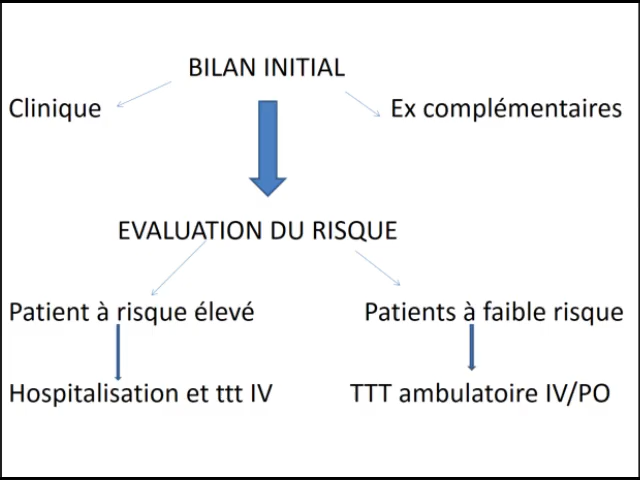 BILAN INITIAL
Clinique
Ex complémentaires
EVALUATION DU RISQUE
Patient à risque élevé
Patients à faible risque
Hospitalisation et ttt IV
TTT ambulatoire IV/PO